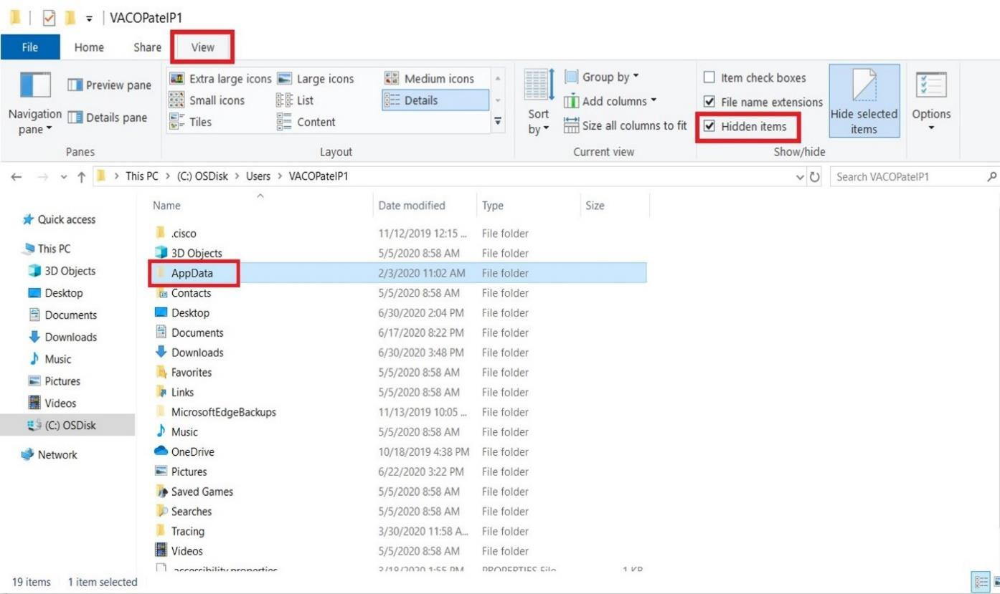 VACOPatelP1
File Home Share View
Extra large icons Large icons Medium icons
Preview pane
Small icons List Details
Navigation pane
Details pane
Tiles Content
Panes
Layout
Sort by
Group by
Add columns
Size all columns to fit
Current view
Item check boxes
File name extensions
Hidden items
Hide selected items
Show/hide
Options
This PC > (C:) OSDisk > Users > VACOPatelP1
Search VACOPatelP1
Quick access
This PC
3D Objects
Desktop
Documents
Downloads
Music
Pictures
Videos
(C:) OSDisk
Network
Name Date modified Type Size
.cisco 11/12/2019 12:15 ... File folder
3D Objects 5/5/2020 8:58 AM File folder
AppData 2/3/2020 11:02 AM File folder
Contacts 5/5/2020 8:58 AM File folder
Desktop 6/30/2020 2:04 PM File folder
Documents 6/17/2020 8:22 PM File folder
Downloads 6/30/2020 3:48 PM File folder
Favorites 5/5/2020 8:58 AM File folder
Links 5/5/2020 8:58 AM File folder
MicrosoftEdgeBackups 11/13/2019 10:05 ... File folder
Music 5/5/2020 8:58 AM File folder
OneDrive 10/18/2019 4:38 PM File folder
Pictures 6/22/2020 3:22 PM File folder
Saved Games 5/5/2020 8:58 AM File folder
Searches 5/5/2020 8:58 AM File folder
Tracing 3/30/2020 11:58 A... File folder
Videos 5/5/2020 8:58 AM File folder
.accessibility.properties 3/18/2020 1:55 PM PROPERTIES File 1 KB
19 items 1 item selected